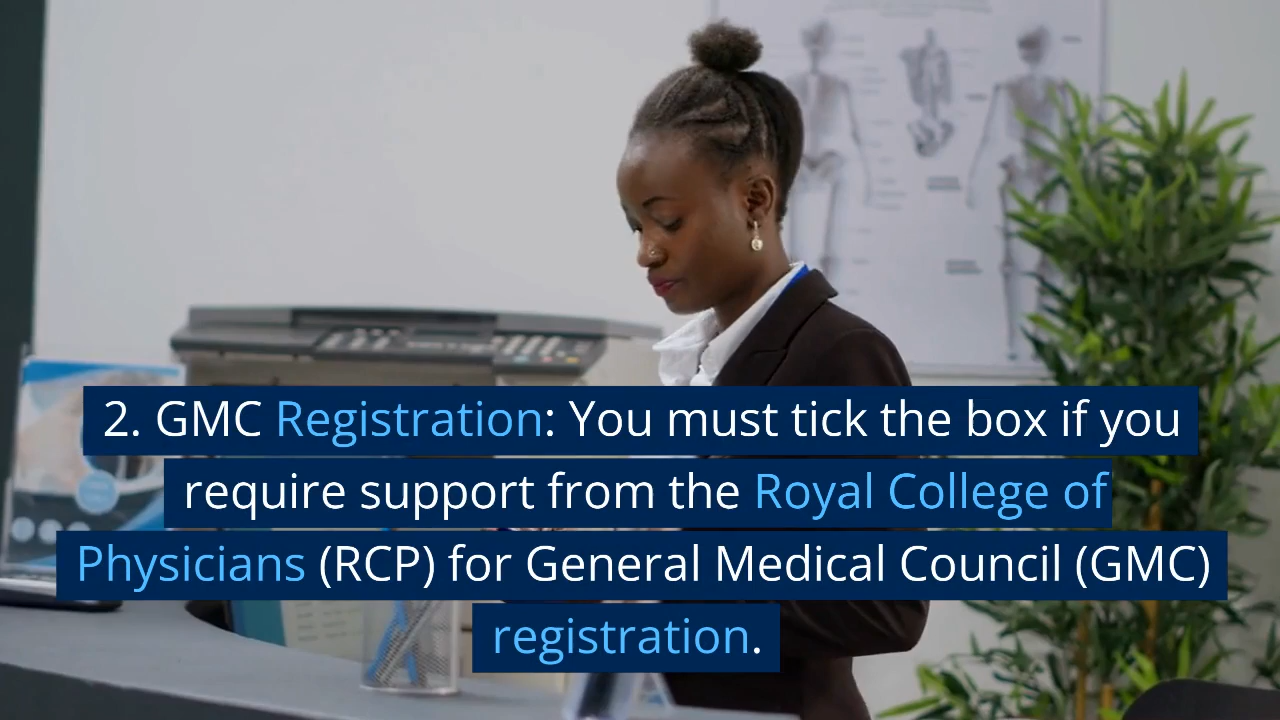 2. GMC Registration: You must tick the box if you
require support from the Royal College of
Physicians (RCP) for General Medical Council (GMC)
registration.